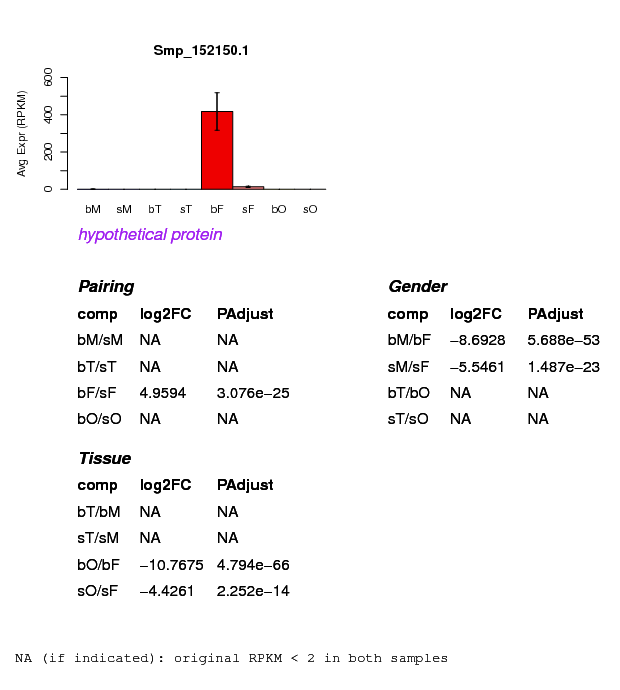 Smp_152150.1
Avg Expr (RPKM)
600
400
200
0
bM sM bT sT bF sF bO sO
hypothetical protein
Pairing
comp log2FC PAdjust
bM/sM NA NA
bT/sT NA NA
bF/sF 4.9594 3.076e−25
bO/sO NA NA
Gender
comp log2FC PAdjust
bM/bF −8.6928 5.688e−53
sM/sF −5.5461 1.487e−23
bT/bO NA NA
sT/sO NA NA
Tissue
comp log2FC PAdjust
bT/bM NA NA
sT/sM NA NA
bO/bF −10.7675 4.794e−66
sO/sF −4.4261 2.252e−14
NA (if indicated): original RPKM < 2 in both samples